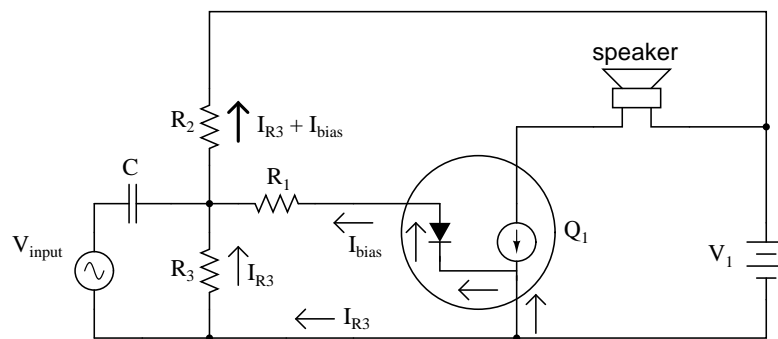 speaker
R2
IR3 + Ibias
C
R1
Vinput
R3
IR3
Ibias
Q1
V1
IR3